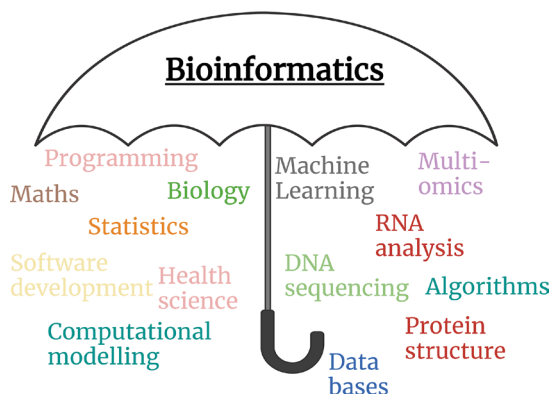 Bioinformatics
Programming
Machine
Learning
Multi-
omics
Maths
Biology
Statistics
RNA
analysis
Software
development
Health
science
DNA
sequencing
Algorithms
Computational
modelling
Protein
structure
Data
bases